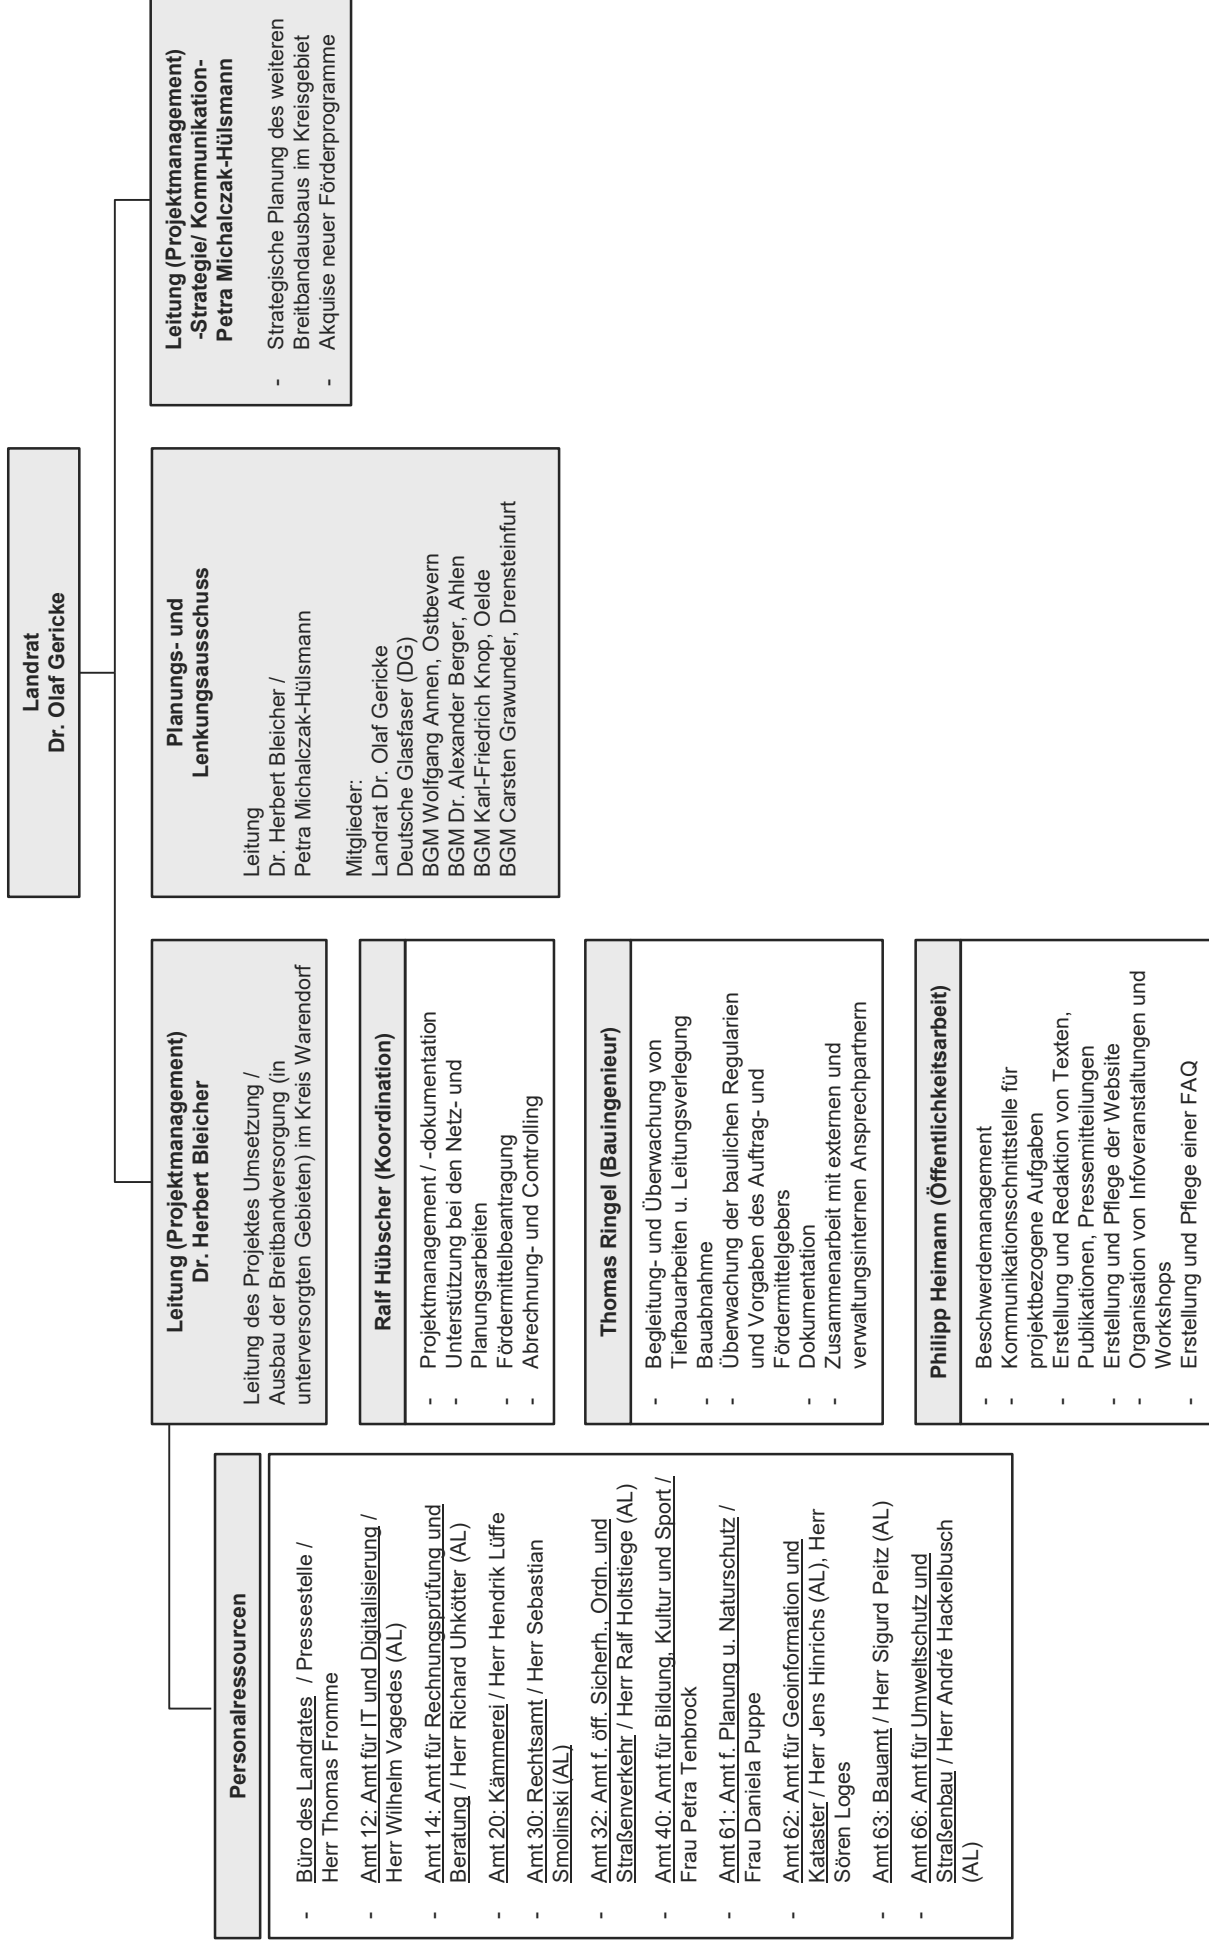 Landrat
Dr. Olaf Gericke
Personalressourcen
- Büro des Landrates / Pressestelle /
Herr Thomas Fromme
- Amt 12: Amt für IT und Digitalisierung /
Herr Wilhelm Vagedes (AL)
- Amt 14: Amt für Rechnungsprüfung und
Beratung / Herr Richard Uhkötter (AL)
- Amt 20: Kämmerei / Herr Hendrik Lüffe
- Amt 30: Rechtsamt / Herr Sebastian
Smolinski (AL)
- Amt 32: Amt f. öff. Sicherh., Ordn. und
Straßenverkehr / Herr Ralf Holtstiege (AL)
- Amt 40: Amt für Bildung, Kultur und Sport /
Frau Petra Tenbrock
- Amt 61: Amt f. Planung u. Naturschutz /
Frau Daniela Puppe
- Amt 62: Amt für Geoinformation und
Kataster / Herr Jens Hinrichs (AL), Herr
Sören Loges
- Amt 63: Bauamt / Herr Sigurd Peitz (AL)
- Amt 66: Amt für Umweltschutz und
Straßenbau / Herr André Hackelbusch
(AL)
Leitung (Projektmanagement)
Dr. Herbert Bleicher
Leitung des Projektes Umsetzung /
Ausbau der Breitbandversorgung (in
unterversorgten Gebieten) im Kreis Warendorf
Ralf Hübscher (Koordination)
- Projektmanagement / -dokumentation
- Unterstützung bei den Netz- und
Planungsarbeiten
- Fördermittelbeantragung
- Abrechnung- und Controlling
Thomas Ringel (Bauingenieur)
- Begleitung- und Überwachung von
Tiefbauarbeiten u. Leitungsverlegung
- Bauabnahme
- Überwachung der baulichen Regularien
und Vorgaben des Auftrag- und
Fördermittelgebers
- Dokumentation
- Zusammenarbeit mit externen und
verwaltungsinternen Ansprechpartnern
Philipp Heimann (Öffentlichkeitsarbeit)
- Beschwerdemanagement
- Kommunikationsschnittstelle für
projektbezogene Aufgaben
- Erstellung und Redaktion von Texten,
Publikationen, Pressemitteilungen
- Erstellung und Pflege der Website
- Organisation von Infoveranstaltungen und
Workshops
- Erstellung und Pflege einer FAQ
Planungs- und
Lenkungsausschuss
Leitung
Dr. Herbert Bleicher /
Petra Michalczak-Hülsmann
Mitglieder:
Landrat Dr. Olaf Gericke
Deutsche Glasfaser (DG)
BGM Wolfgang Annen, Ostbevern
BGM Dr. Alexander Berger, Ahlen
BGM Karl-Friedrich Knop, Oelde
BGM Carsten Grawunder, Drensteinfurt
Leitung (Projektmanagement)
-Strategie/ Kommunikation-
Petra Michalczak-Hülsmann
- Strategische Planung des weiteren
Breitbandausbaus im Kreisgebiet
- Akquise neuer Förderprogramme